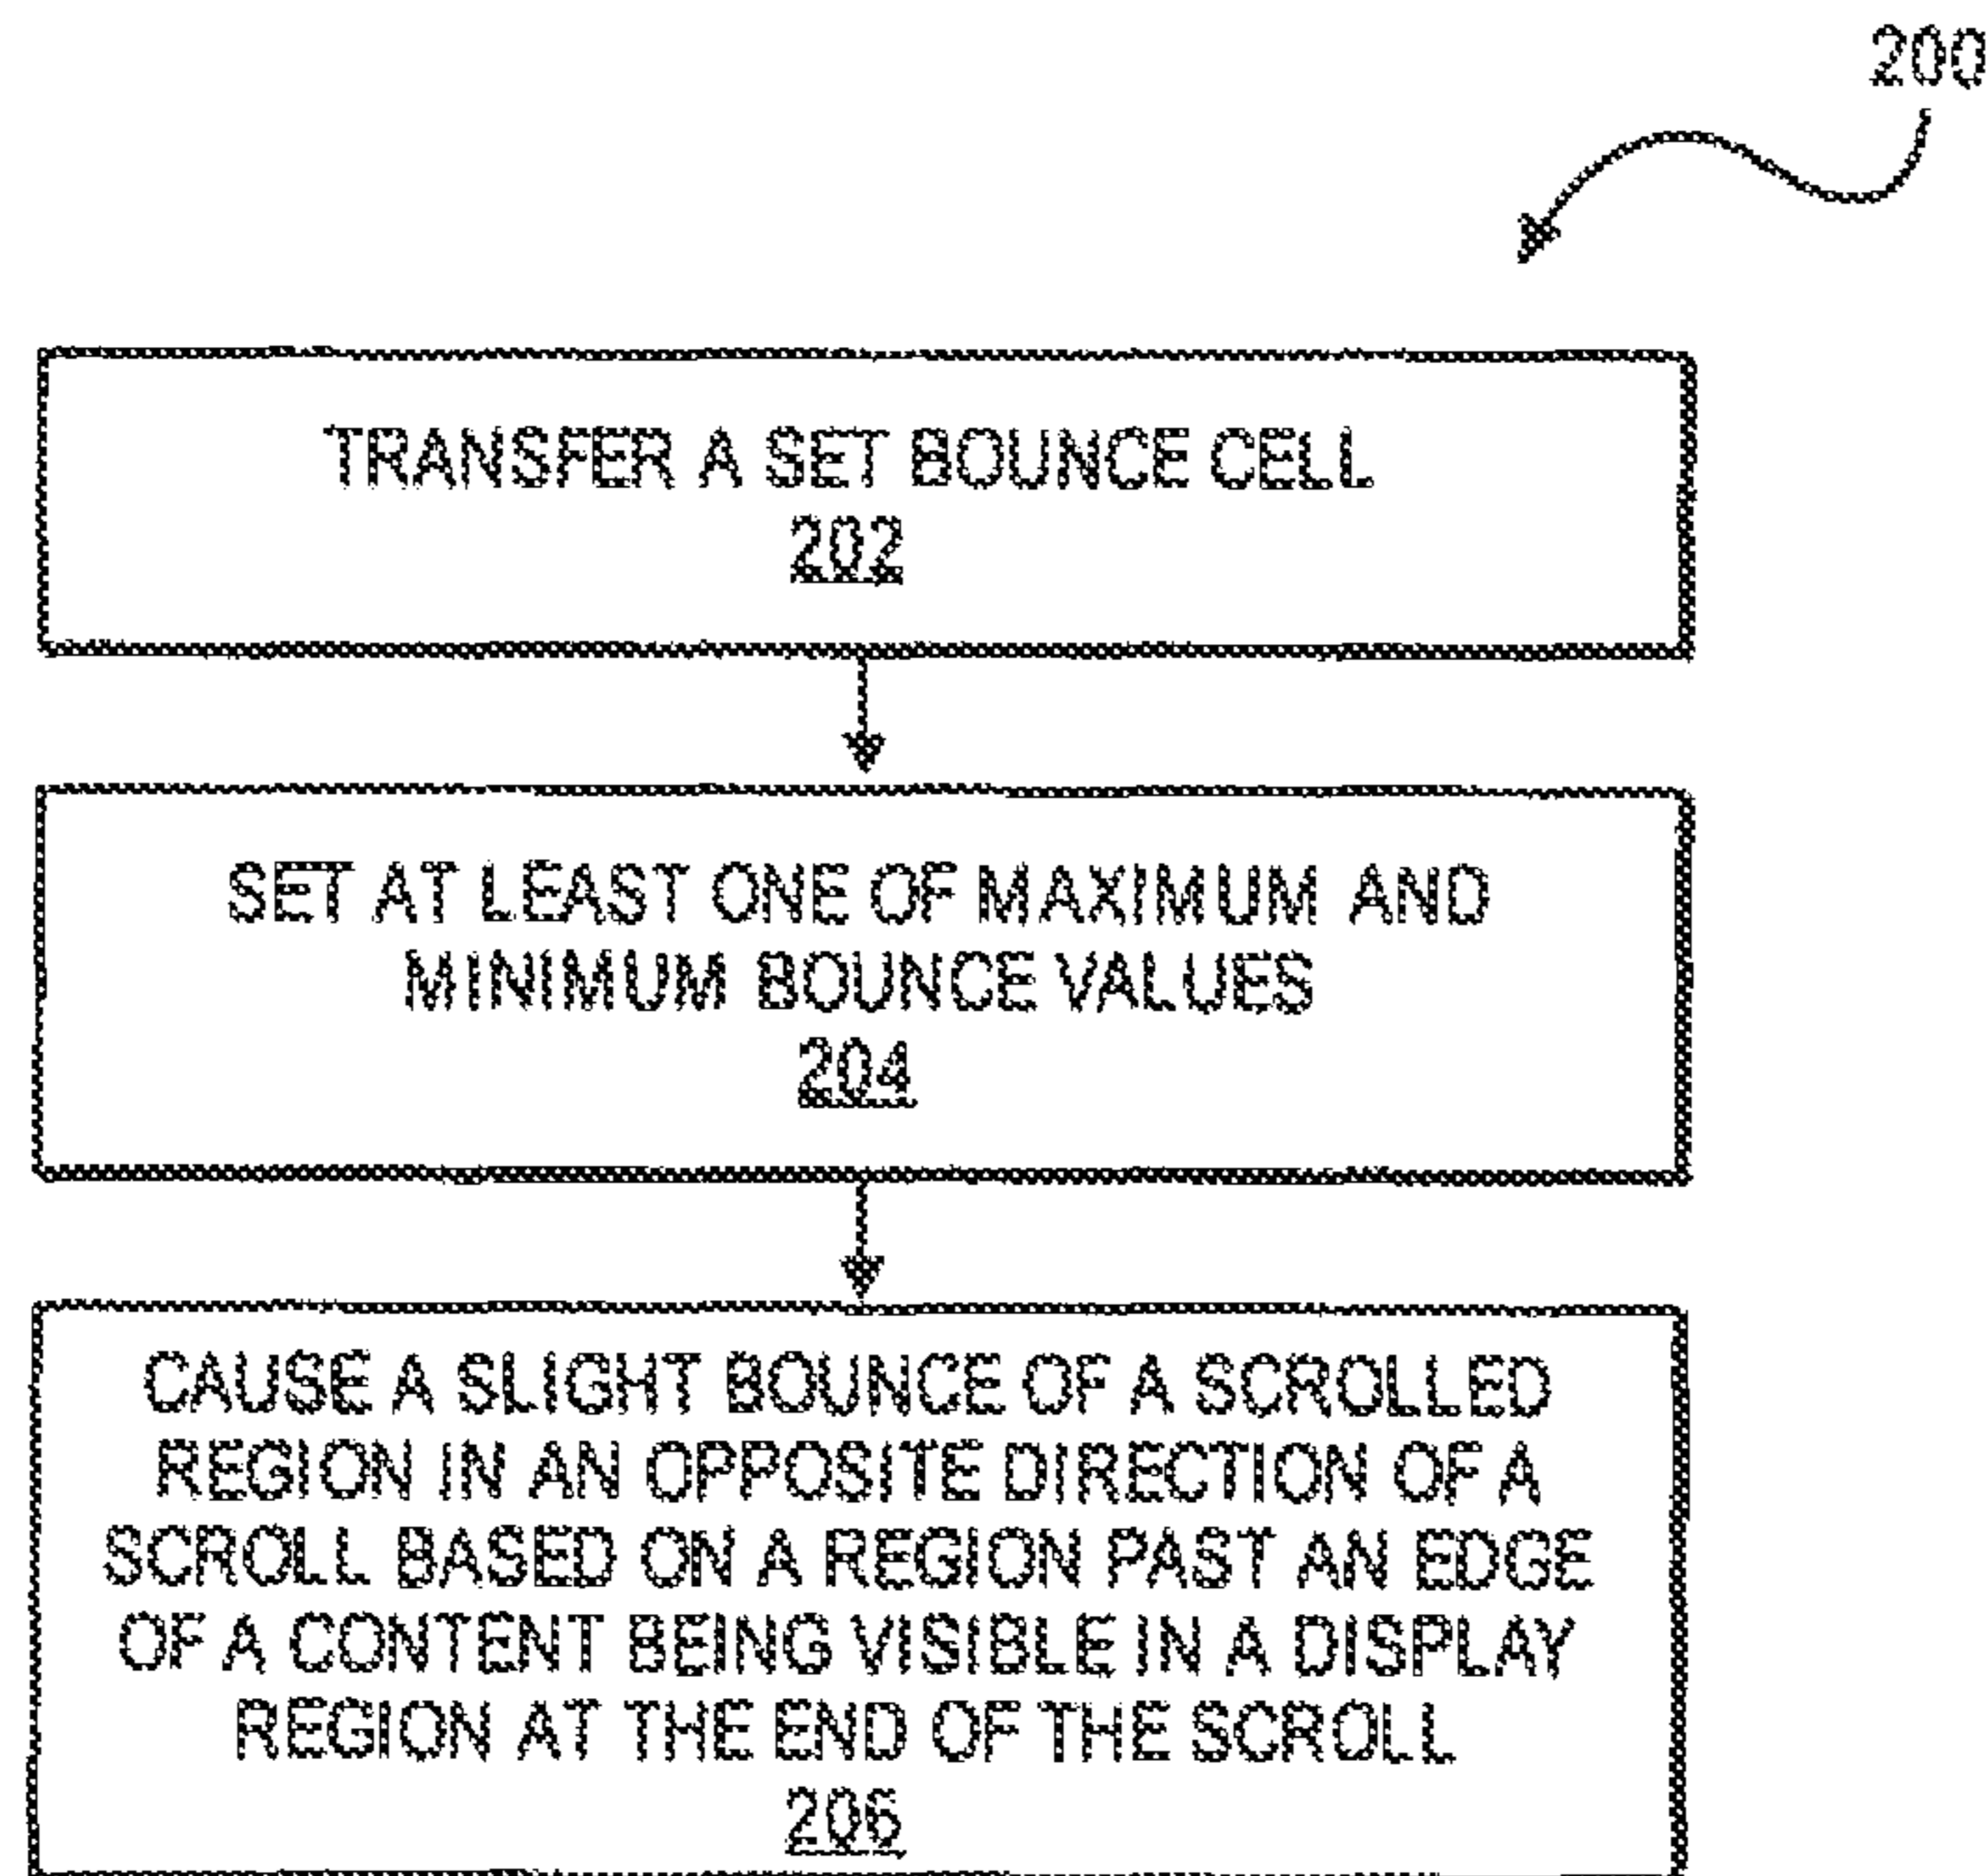 200
TRANSFER A SET BOUNCE CELL
202
SET AT LEAST ONE OF MAXIMUM AND
MINIMUM BOUNCE VALUES
204
CAUSE A SLIGHT BOUNCE OF A SCROLLED
REGION IN AN OPPOSITE DIRECTION OF A
SCROLL BASED ON A REGION PAST AN EDGE
OF A CONTENT BEING VISIBLE IN A DISPLAY
REGION AT THE END OF THE SCROLL
206